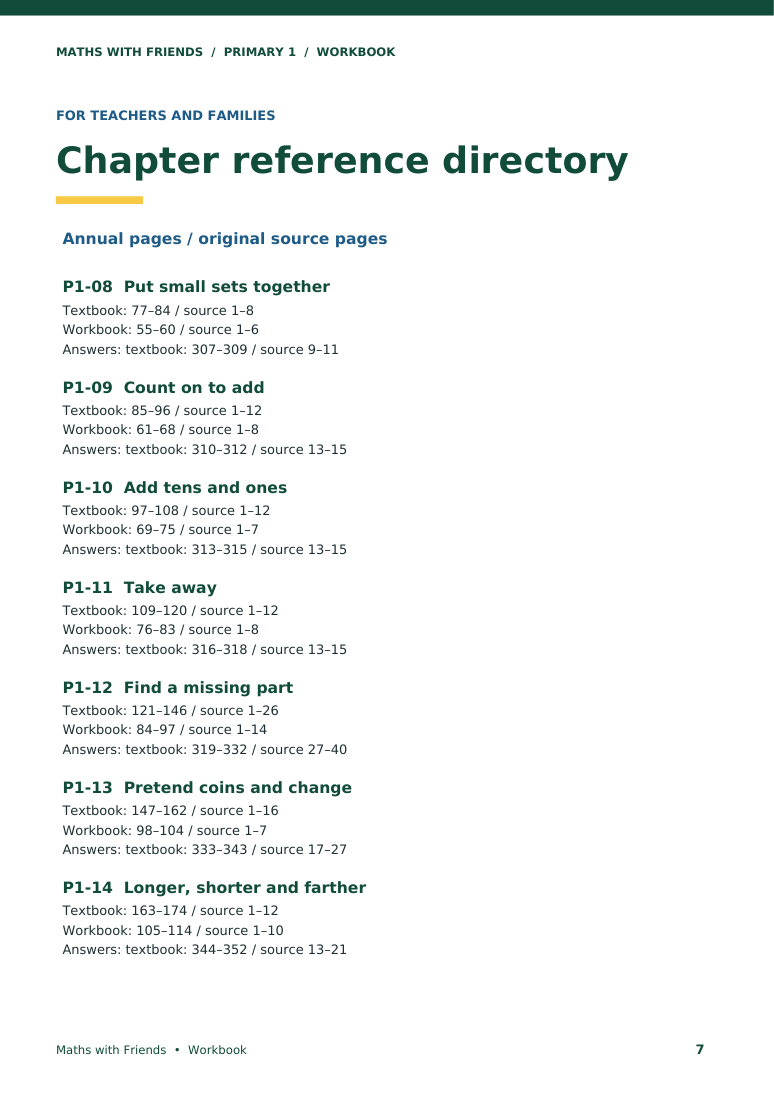 MATHS WITH FRIENDS / PRIMARY 1 / WORKBOOK
FOR TEACHERS AND FAMILIES
Chapter reference directory
Annual pages / original source pages
P1-08 Put small sets together
Textbook: 77–84 / source 1–8
Workbook: 55–60 / source 1–6
Answers: textbook: 307–309 / source 9–11
P1-09 Count on to add
Textbook: 85–96 / source 1–12
Workbook: 61–68 / source 1–8
Answers: textbook: 310–312 / source 13–15
P1-10 Add tens and ones
Textbook: 97–108 / source 1–12
Workbook: 69–75 / source 1–7
Answers: textbook: 313–315 / source 13–15
P1-11 Take away
Textbook: 109–120 / source 1–12
Workbook: 76–83 / source 1–8
Answers: textbook: 316–318 / source 13–15
P1-12 Find a missing part
Textbook: 121–146 / source 1–26
Workbook: 84–97 / source 1–14
Answers: textbook: 319–332 / source 27–40
P1-13 Pretend coins and change
Textbook: 147–162 / source 1–16
Workbook: 98–104 / source 1–7
Answers: textbook: 333–343 / source 17–27
P1-14 Longer, shorter and farther
Textbook: 163–174 / source 1–12
Workbook: 105–114 / source 1–10
Answers: textbook: 344–352 / source 13–21
Maths with Friends • Workbook
7